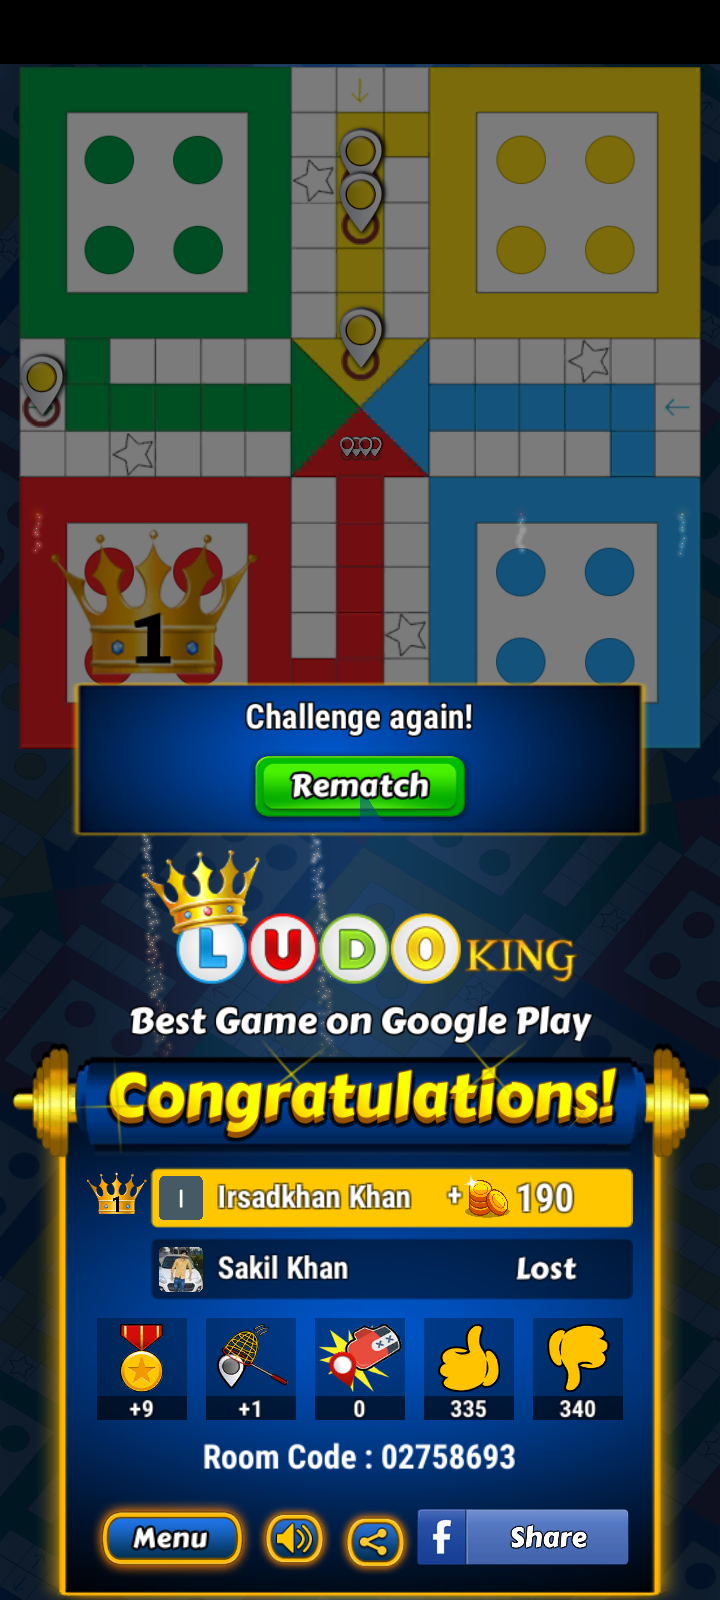 1
Challenge again!
Rematch
LUDO KING
Best Game on Google Play
Congratulations!
1 I Irsadkhan Khan + 190
Sakil Khan Lost
+9 +1 0 335 340
Room Code : 02758693
Menu f Share